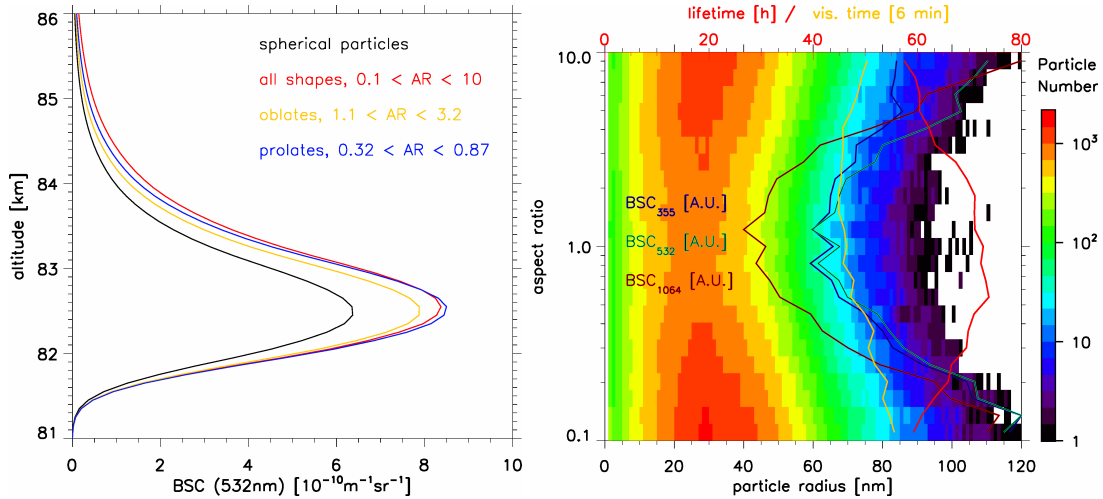 86
85
84
83
82
81
altitude [km]
0
2
4
6
8
10
BSC (532nm) [10⁻¹⁰m⁻¹sr⁻¹]
spherical particles
all shapes, 0.1 < AR < 10
oblates, 1.1 < AR < 3.2
prolates, 0.32 < AR < 0.87
lifetime [h] / vis. time [6 min]
0
20
40
60
80
10.0
1.0
0.1
aspect ratio
BSC₃₅₅ [A.U.]
BSC₅₃₂ [A.U.]
BSC₁₀₆₄ [A.U.]
0
20
40
60
80
100
120
particle radius [nm]
Particle
Number
10³
10²
10
1